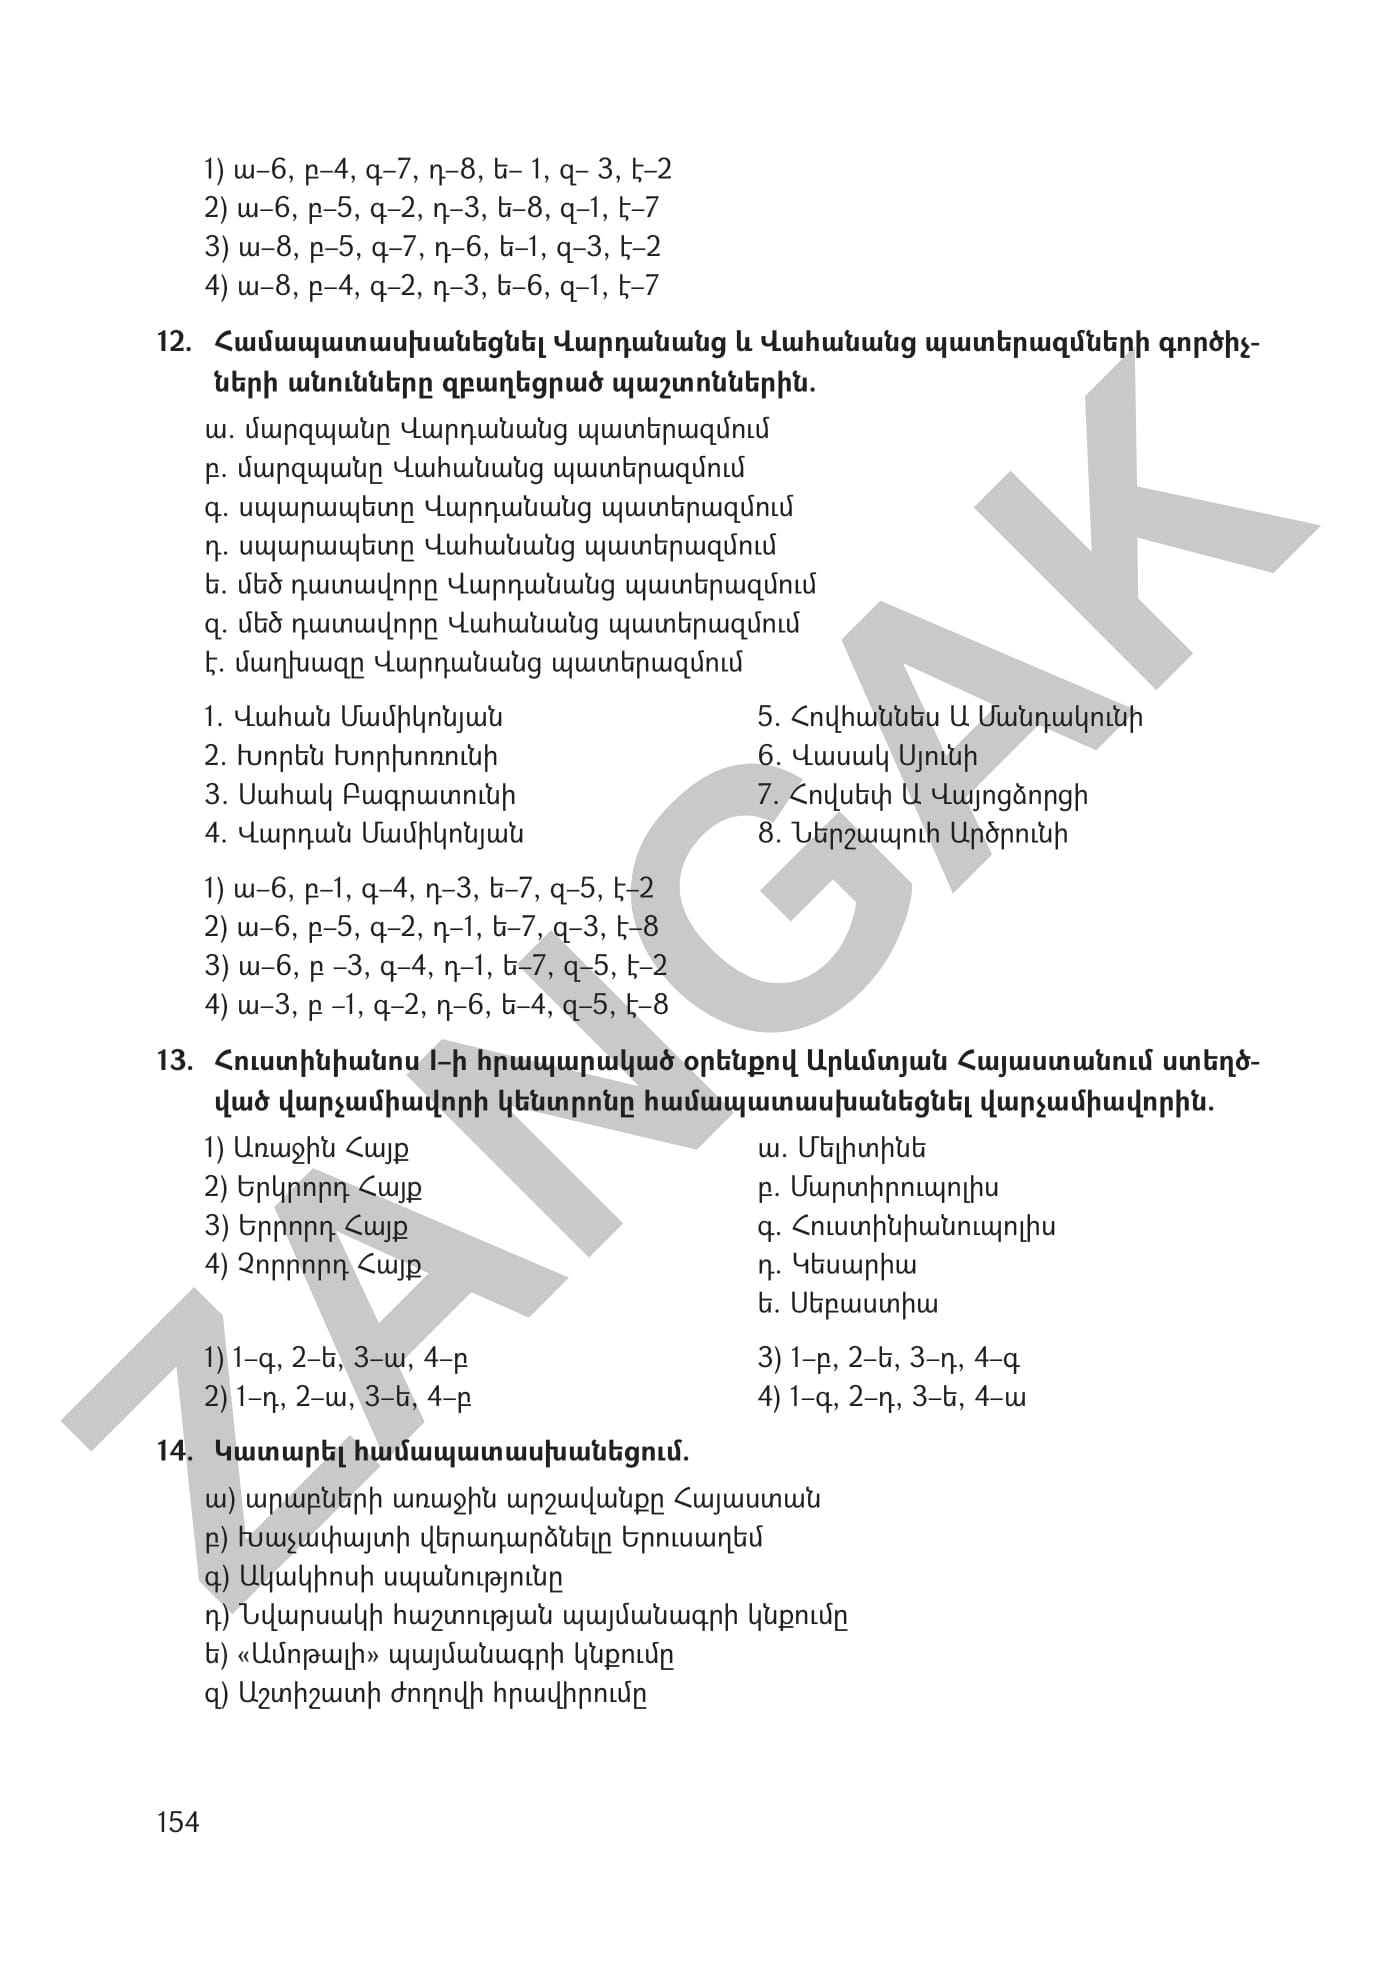 1) ա–6, բ–4, գ–7, դ–8, ե– 1, զ– 3, է–2
2) ա–6, բ–5, գ–2, դ–3, ե–8, զ–1, է–7
3) ա–8, բ–5, գ–7, դ–6, ե–1, զ–3, է–2
4) ա–8, բ–4, գ–2, դ–3, ե–6, զ–1, է–7
12. Համապատասխանեցնել Վարդանանց և Վահանանց պատերազմների գործիչ-
ների անունները զբաղեցրած պաշտոններին.
ա. մարզպանը Վարդանանց պատերազմում
բ. մարզպանը Վահանանց պատերազմում
գ. սպարապետը Վարդանանց պատերազմում
դ. սպարապետը Վահանանց պատերազմում
ե. մեծ դատավորը Վարդանանց պատերազմում
զ. մեծ դատավորը Վահանանց պատերազմում
է. մաղխազը Վարդանանց պատերազմում
1. Վահան Մամիկոնյան
2. Խորեն Խորխոռունի
3. Սահակ Բագրատունի
4. Վարդան Մամիկոնյան
5. Հովհաննես Ա Մանդակունի
6. Վասակ Սյունի
7. Հովսեփ Ա Վայոցձորցի
8. Ներշապուհ Արծրունի
1) ա–6, բ–1, գ–4, դ–3, ե–7, զ–5, է–2
2) ա–6, բ–5, գ–2, դ–1, ե–7, զ–3, է–8
3) ա–6, բ –3, գ–4, դ–1, ե–7, զ–5, է–2
4) ա–3, բ –1, գ–2, դ–6, ե–4, զ–5, է–8
13. Հուստինիանոս I–ի հրապարակած օրենքով Արևմտյան Հայաստանում ստեղծ-
ված վարչամիավորի կենտրոնը համապատասխանեցնել վարչամիավորին.
1) Առաջին Հայք
2) Երկրորդ Հայք
3) Երրորդ Հայք
4) Չորրորդ Հայք
ա. Մելիտինե
բ. Մարտիրուպոլիս
գ. Հուստինիանուպոլիս
դ. Կեսարիա
ե. Սեբաստիա
1) 1–գ, 2–ե, 3–ա, 4–բ
2) 1–դ, 2–ա, 3–ե, 4–բ
3) 1–բ, 2–ե, 3–դ, 4–գ
4) 1–գ, 2–դ, 3–ե, 4–ա
14. Կատարել համապատասխանեցում.
ա) արաբների առաջին արշավանքը Հայաստան
բ) Խաչափայտի վերադարձնելը Երուսաղեմ
գ) Ակակիոսի սպանությունը
դ) Նվարսակի հաշտության պայմանագրի կնքումը
ե) «Ամոթալի» պայմանագրի կնքումը
զ) Աշտիշատի ժողովի հրավիրումը
154
ZANGAK